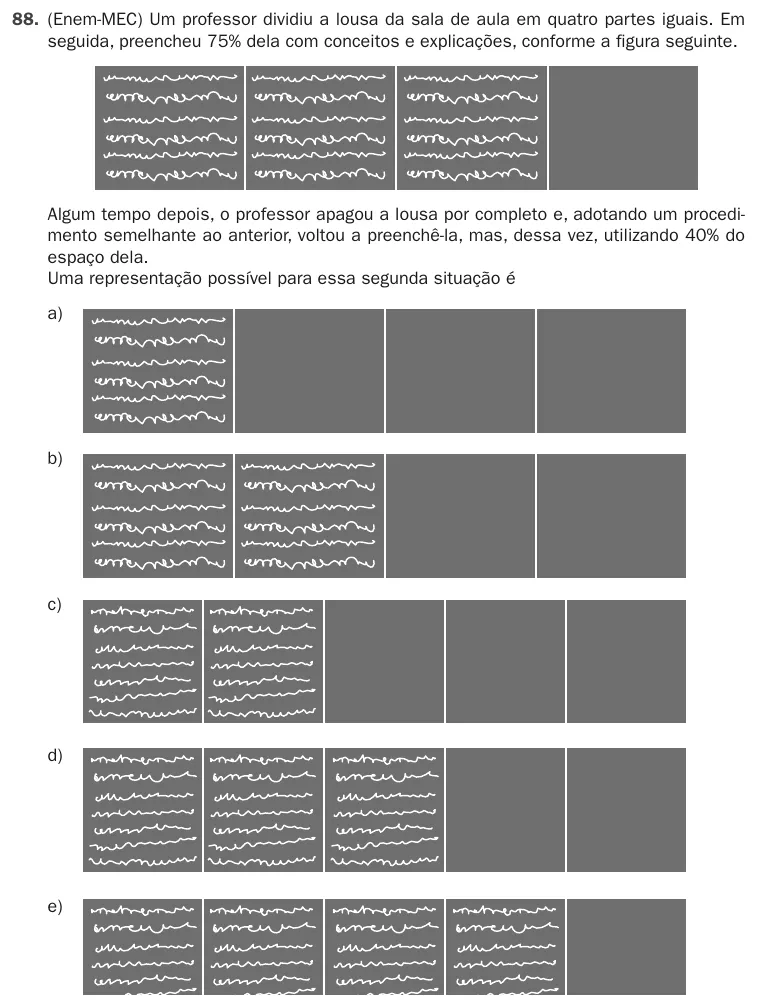 88. (Enem-MEC) Um professor dividiu a lousa da sala de aula em quatro partes iguais. Em
seguida, preencheu 75% dela com conceitos e explicações, conforme a figura seguinte.
Algum tempo depois, o professor apagou a lousa por completo e, adotando um procedi-
mento semelhante ao anterior, voltou a preenchê-la, mas, dessa vez, utilizando 40% do
espaço dela.
Uma representação possível para essa segunda situação é
a)
b)
c)
d)
e)